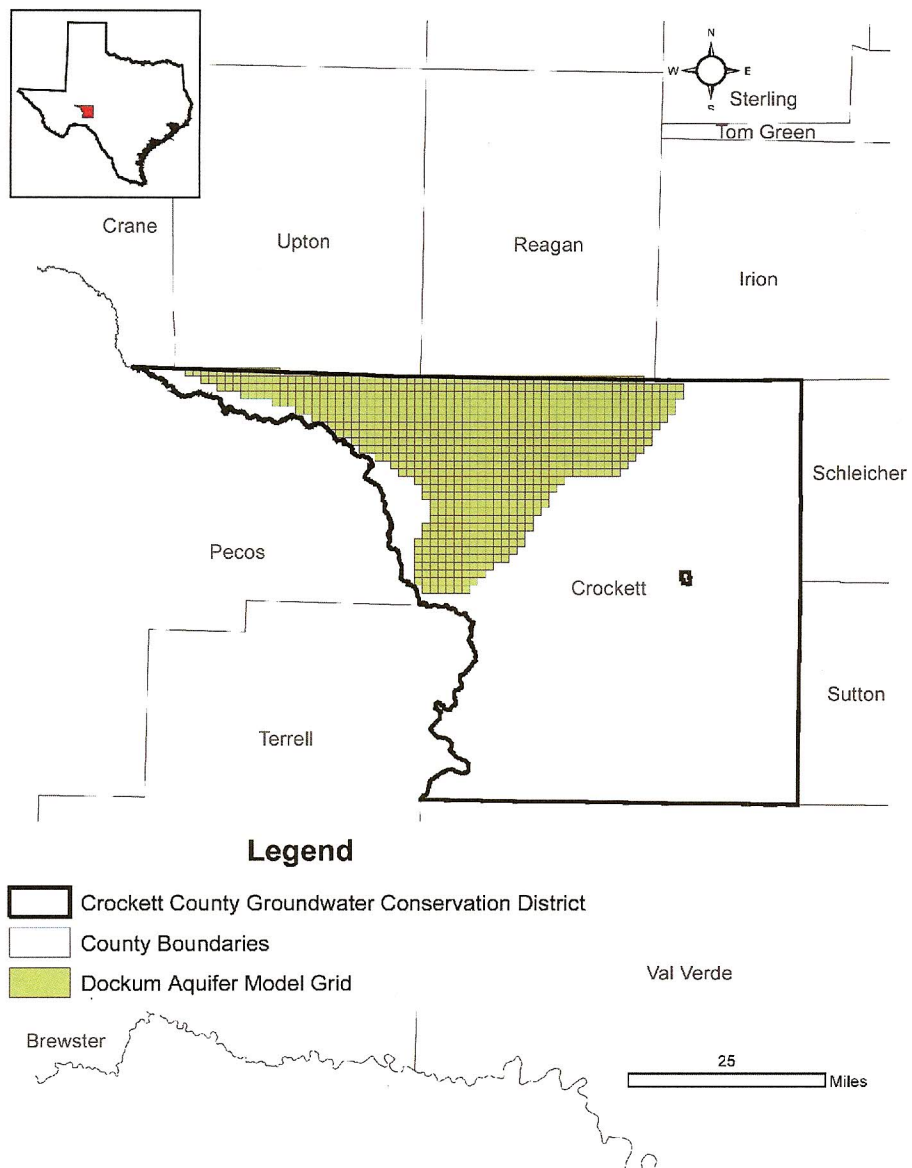 N
W E
S
Sterling
Tom Green
Crane
Upton
Reagan
Irion
Schleicher
Pecos
Crockett
Sutton
Terrell
Legend
Crockett County Groundwater Conservation District
County Boundaries
Dockum Aquifer Model Grid
Val Verde
Brewster
25
Miles